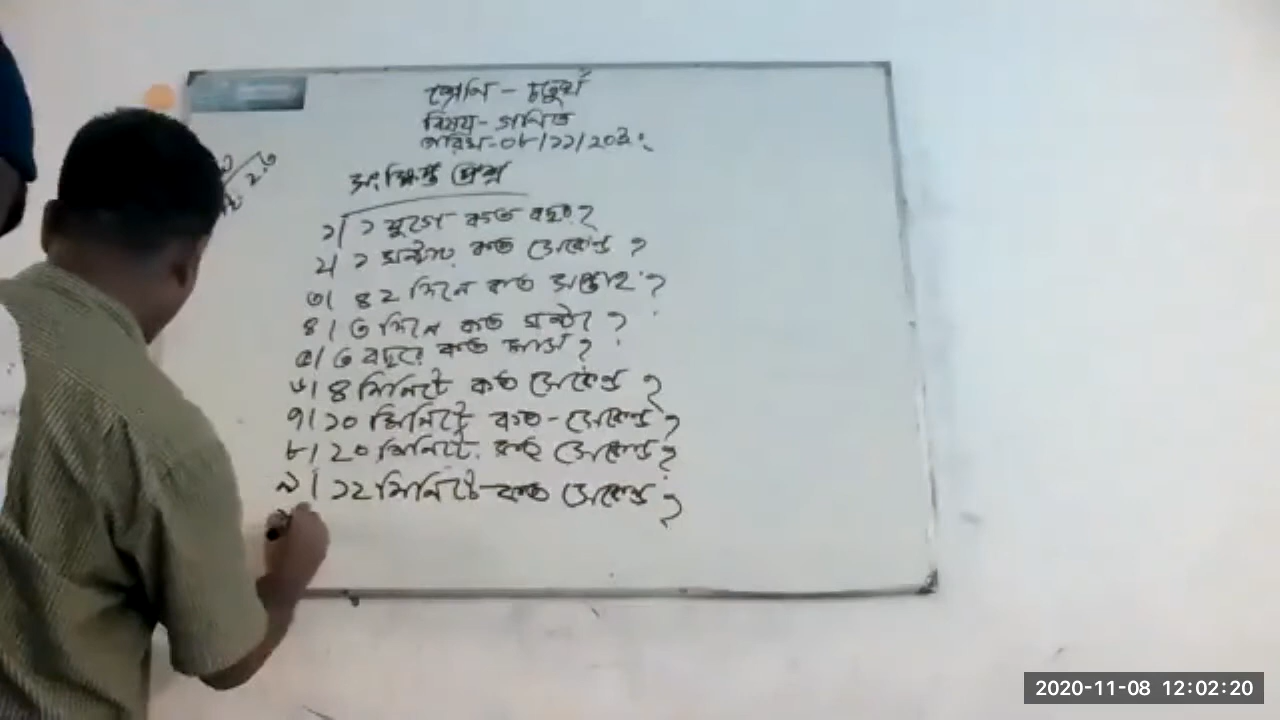 শ্রেণি - চতুর্থ
বিষয় - গণিত
তারিখ - ০৮/১১/২০২০
সংক্ষিপ্ত প্রশ্ন
১। ১ যুগে কত বছর?
২। ১ ঘন্টায় কত সেকেন্ড?
৩। ৪২ দিনে কত সপ্তাহ?
৪। ৩ দিনে কত ঘন্টা?
৫। ৩ বছরে কত মাস?
৬। ৪ মিনিটে কত সেকেন্ড?
৭। ১০ মিনিটে কত - সেকেন্ড?
৮। ২০ মিনিটে কত সেকেন্ড?
৯। ১২ মিনিটে কত সেকেন্ড?
2020-11-08 12:02:20